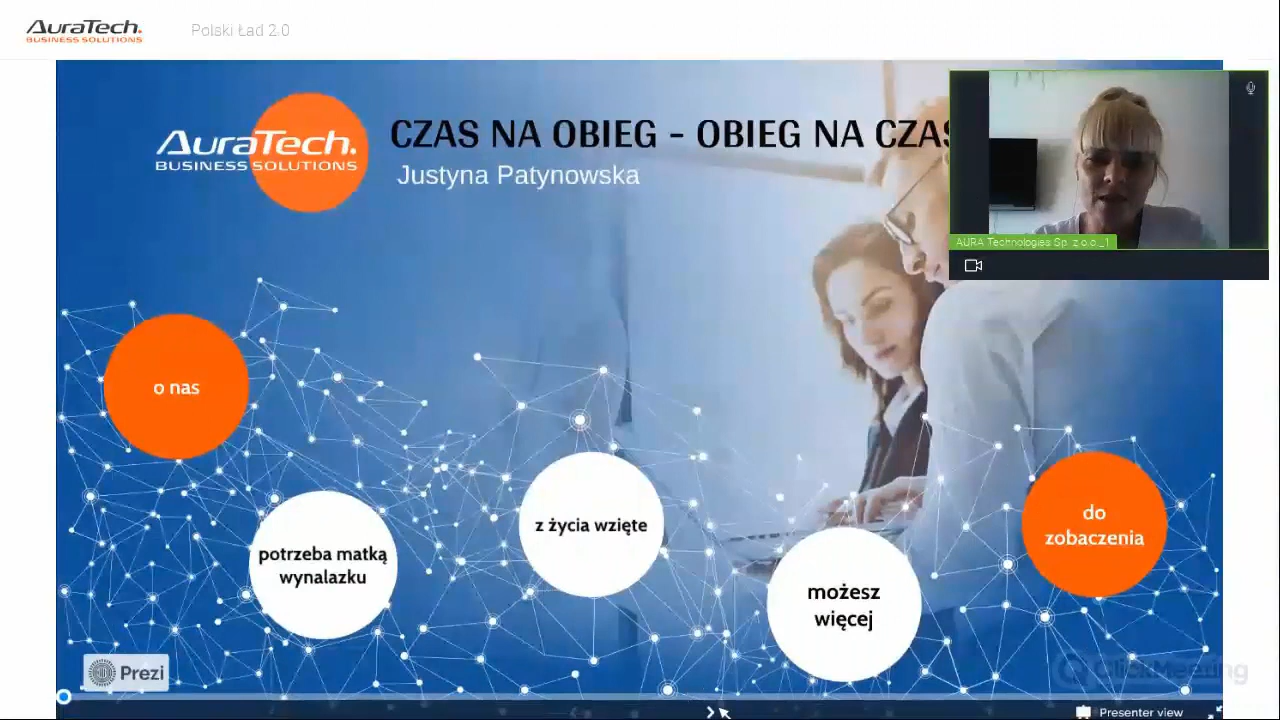 AuraTech.
BUSINESS SOLUTIONS
Polski Ład 2.0
AuraTech.
BUSINESS SOLUTIONS
CZAS NA OBIEG - OBIEG NA CZAS
Justyna Patynowska
AURA Technologies Sp. z o.o._1
o nas
potrzeba matką
wynalazku
z życia wzięte
możesz
więcej
do
zobaczenia
Prezi
ClickMeeting
Presenter view